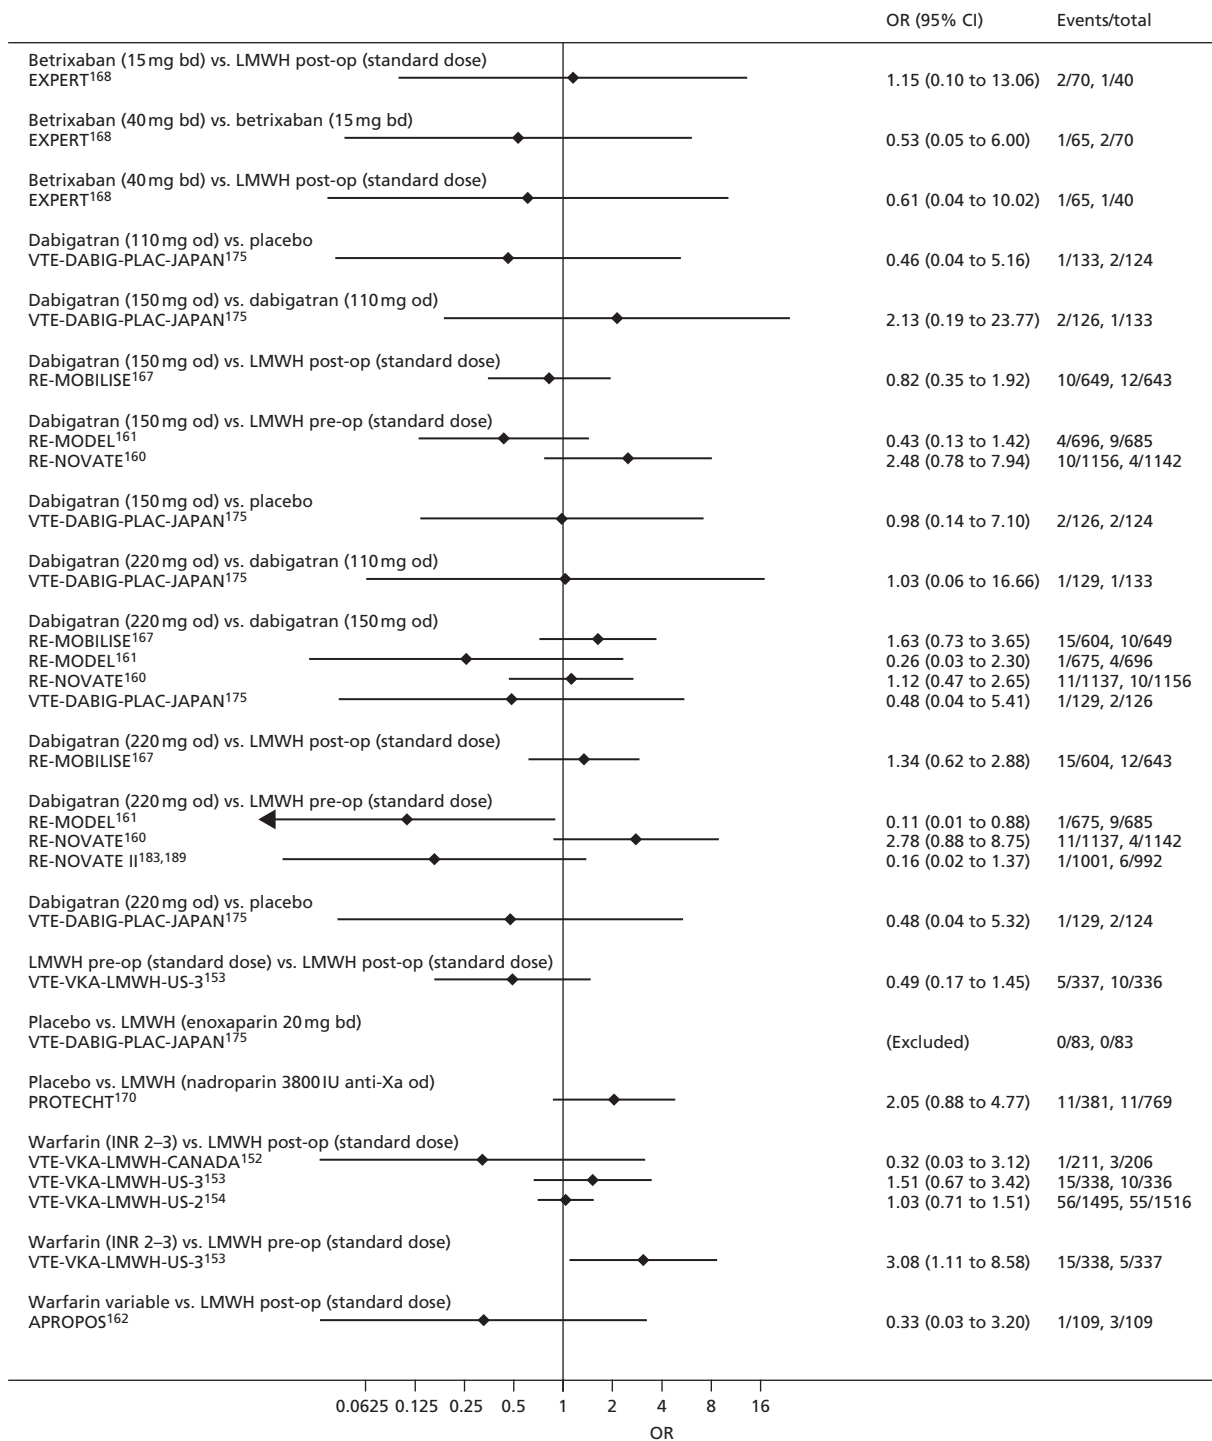 OR (95% CI) Events/total
Betrixaban (15 mg bd) vs. LMWH post-op (standard dose)
EXPERT168 1.15 (0.10 to 13.06) 2/70, 1/40
Betrixaban (40 mg bd) vs. betrixaban (15 mg bd)
EXPERT168 0.53 (0.05 to 6.00) 1/65, 2/70
Betrixaban (40 mg bd) vs. LMWH post-op (standard dose)
EXPERT168 0.61 (0.04 to 10.02) 1/65, 1/40
Dabigatran (110 mg od) vs. placebo
VTE-DABIG-PLAC-JAPAN175 0.46 (0.04 to 5.16) 1/133, 2/124
Dabigatran (150 mg od) vs. dabigatran (110 mg od)
VTE-DABIG-PLAC-JAPAN175 2.13 (0.19 to 23.77) 2/126, 1/133
Dabigatran (150 mg od) vs. LMWH post-op (standard dose)
RE-MOBILISE167 0.82 (0.35 to 1.92) 10/649, 12/643
Dabigatran (150 mg od) vs. LMWH pre-op (standard dose)
RE-MODEL161 0.43 (0.13 to 1.42) 4/696, 9/685
RE-NOVATE160 2.48 (0.78 to 7.94) 10/1156, 4/1142
Dabigatran (150 mg od) vs. placebo
VTE-DABIG-PLAC-JAPAN175 0.98 (0.14 to 7.10) 2/126, 2/124
Dabigatran (220 mg od) vs. dabigatran (110 mg od)
VTE-DABIG-PLAC-JAPAN175 1.03 (0.06 to 16.66) 1/129, 1/133
Dabigatran (220 mg od) vs. dabigatran (150 mg od)
RE-MOBILISE167 1.63 (0.73 to 3.65) 15/604, 10/649
RE-MODEL161 0.26 (0.03 to 2.30) 1/675, 4/696
RE-NOVATE160 1.12 (0.47 to 2.65) 11/1137, 10/1156
VTE-DABIG-PLAC-JAPAN175 0.48 (0.04 to 5.41) 1/129, 2/126
Dabigatran (220 mg od) vs. LMWH post-op (standard dose)
RE-MOBILISE167 1.34 (0.62 to 2.88) 15/604, 12/643
Dabigatran (220 mg od) vs. LMWH pre-op (standard dose)
RE-MODEL161 0.11 (0.01 to 0.88) 1/675, 9/685
RE-NOVATE160 2.78 (0.88 to 8.75) 11/1137, 4/1142
RE-NOVATE II183,189 0.16 (0.02 to 1.37) 1/1001, 6/992
Dabigatran (220 mg od) vs. placebo
VTE-DABIG-PLAC-JAPAN175 0.48 (0.04 to 5.32) 1/129, 2/124
LMWH pre-op (standard dose) vs. LMWH post-op (standard dose)
VTE-VKA-LMWH-US-3153 0.49 (0.17 to 1.45) 5/337, 10/336
Placebo vs. LMWH (enoxaparin 20 mg bd)
VTE-DABIG-PLAC-JAPAN175 (Excluded) 0/83, 0/83
Placebo vs. LMWH (nadroparin 3800 IU anti-Xa od)
PROTECHT170 2.05 (0.88 to 4.77) 11/381, 11/769
Warfarin (INR 2–3) vs. LMWH post-op (standard dose)
VTE-VKA-LMWH-CANADA152 0.32 (0.03 to 3.12) 1/211, 3/206
VTE-VKA-LMWH-US-3153 1.51 (0.67 to 3.42) 15/338, 10/336
VTE-VKA-LMWH-US-2154 1.03 (0.71 to 1.51) 56/1495, 55/1516
Warfarin (INR 2–3) vs. LMWH pre-op (standard dose)
VTE-VKA-LMWH-US-3153 3.08 (1.11 to 8.58) 15/338, 5/337
Warfarin variable vs. LMWH post-op (standard dose)
APROPOS162 0.33 (0.03 to 3.20) 1/109, 3/109
0.0625 0.125 0.25 0.5 1 2 4 8 16
OR